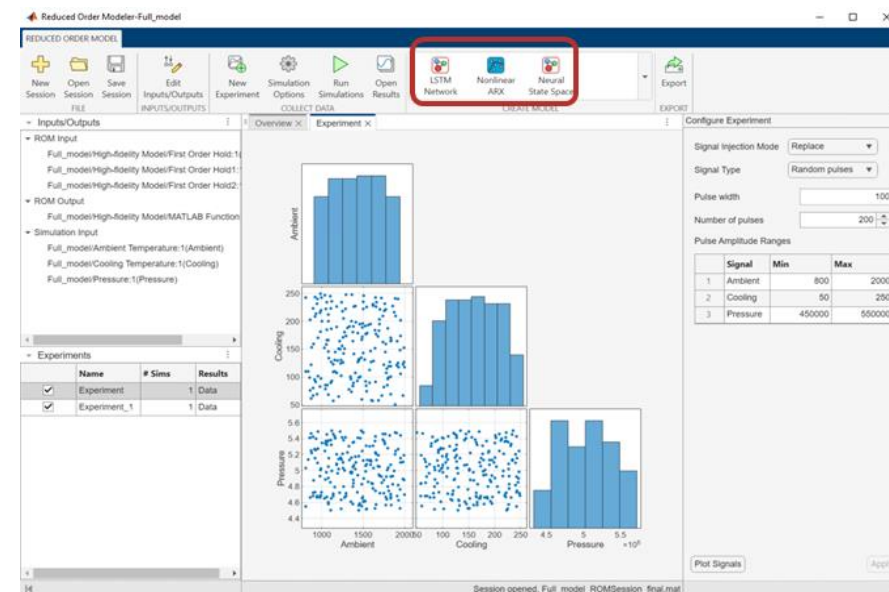 Reduced Order Modeler-Full_model
REDUCED ORDER MODEL
New Session
Open Session
Save Session
Edit Inputs/Outputs
New Experiment
Simulation Options
Run Simulations
Open Results
LSTM Network
Nonlinear ARX
Neural State Space
Export
FILE
INPUTS/OUTPUTS
COLLECT DATA
CREATE MODEL
EXPORT
Inputs/Outputs
ROM Input
Full_model/High-fidelity Model/First Order Hold:1(
Full_model/High-fidelity Model/First Order Hold1:
Full_model/High-fidelity Model/First Order Hold2:
ROM Output
Full_model/High-fidelity Model/MATLAB Function
Simulation Input
Full_model/Ambient Temperature:1(Ambient)
Full_model/Cooling Temperature:1(Cooling)
Full_model/Pressure:1(Pressure)
Experiments
Name # Sims Results
Experiment 1 Data
Experiment_1 1 Data
Overview
Experiment
Ambient
250
200
150
100
50
Cooling
5.6
5.4
5.2
5
4.8
4.6
4.4
Pressure
1000 1500 2000
Ambient
50 100 150 200 250
Cooling
4.5 5 5.5
Pressure ×10⁵
Configure Experiment
Signal Injection Mode Replace
Signal Type Random pulses
Pulse width 100
Number of pulses 200
Pulse Amplitude Ranges
Signal Min Max
1 Ambient 800 2000
2 Cooling 50 250
3 Pressure 450000 550000
Plot Signals
Appl
Session opened. Full_model_ROMSession_final.mat